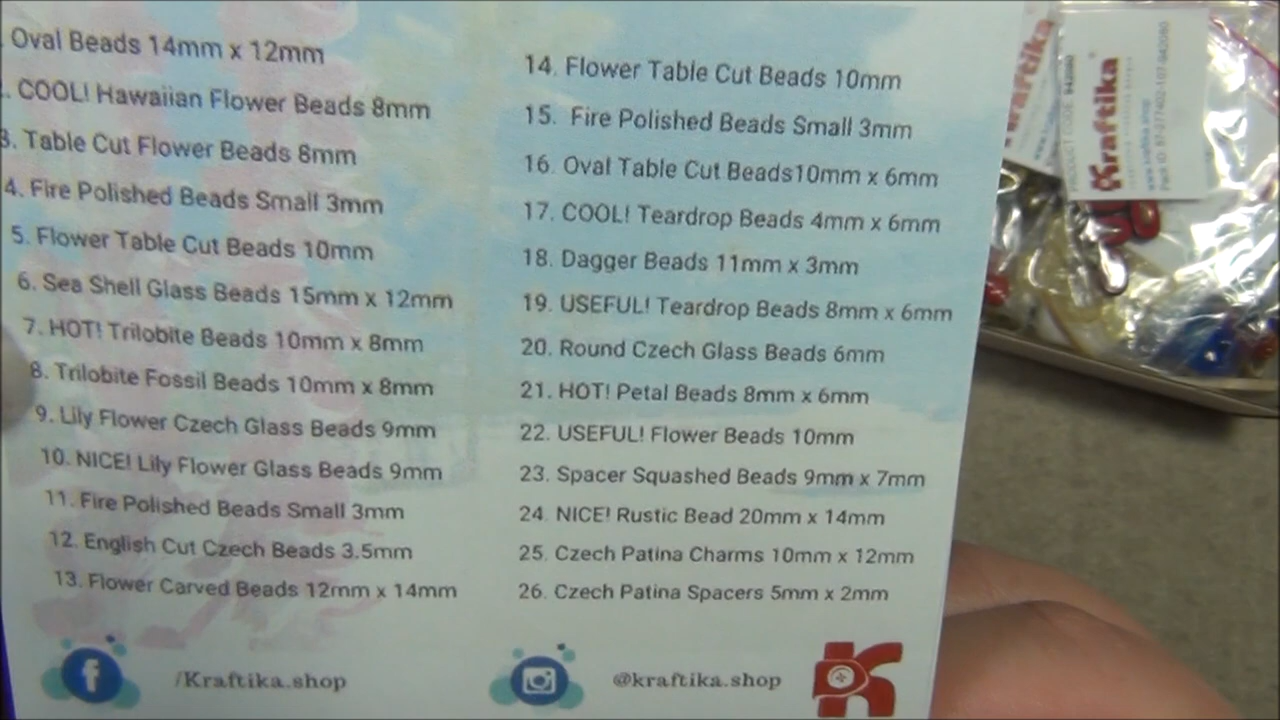 . Oval Beads 14mm x 12mm
. COOL! Hawaiian Flower Beads 8mm
3. Table Cut Flower Beads 8mm
4. Fire Polished Beads Small 3mm
5. Flower Table Cut Beads 10mm
6. Sea Shell Glass Beads 15mm x 12mm
7. HOT! Trilobite Beads 10mm x 8mm
8. Trilobite Fossil Beads 10mm x 8mm
9. Lily Flower Czech Glass Beads 9mm
10. NICE! Lily Flower Glass Beads 9mm
11. Fire Polished Beads Small 3mm
12. English Cut Czech Beads 3.5mm
13. Flower Carved Beads 12mm x 14mm
14. Flower Table Cut Beads 10mm
15. Fire Polished Beads Small 3mm
16. Oval Table Cut Beads10mm x 6mm
17. COOL! Teardrop Beads 4mm x 6mm
18. Dagger Beads 11mm x 3mm
19. USEFUL! Teardrop Beads 8mm x 6mm
20. Round Czech Glass Beads 6mm
21. HOT! Petal Beads 8mm x 6mm
22. USEFUL! Flower Beads 10mm
23. Spacer Squashed Beads 9mm x 7mm
24. NICE! Rustic Bead 20mm x 14mm
25. Czech Patina Charms 10mm x 12mm
26. Czech Patina Spacers 5mm x 2mm
/Kraftika.shop
@kraftika.shop
K
Kraftika
Kraftika
PRODUCT CODE